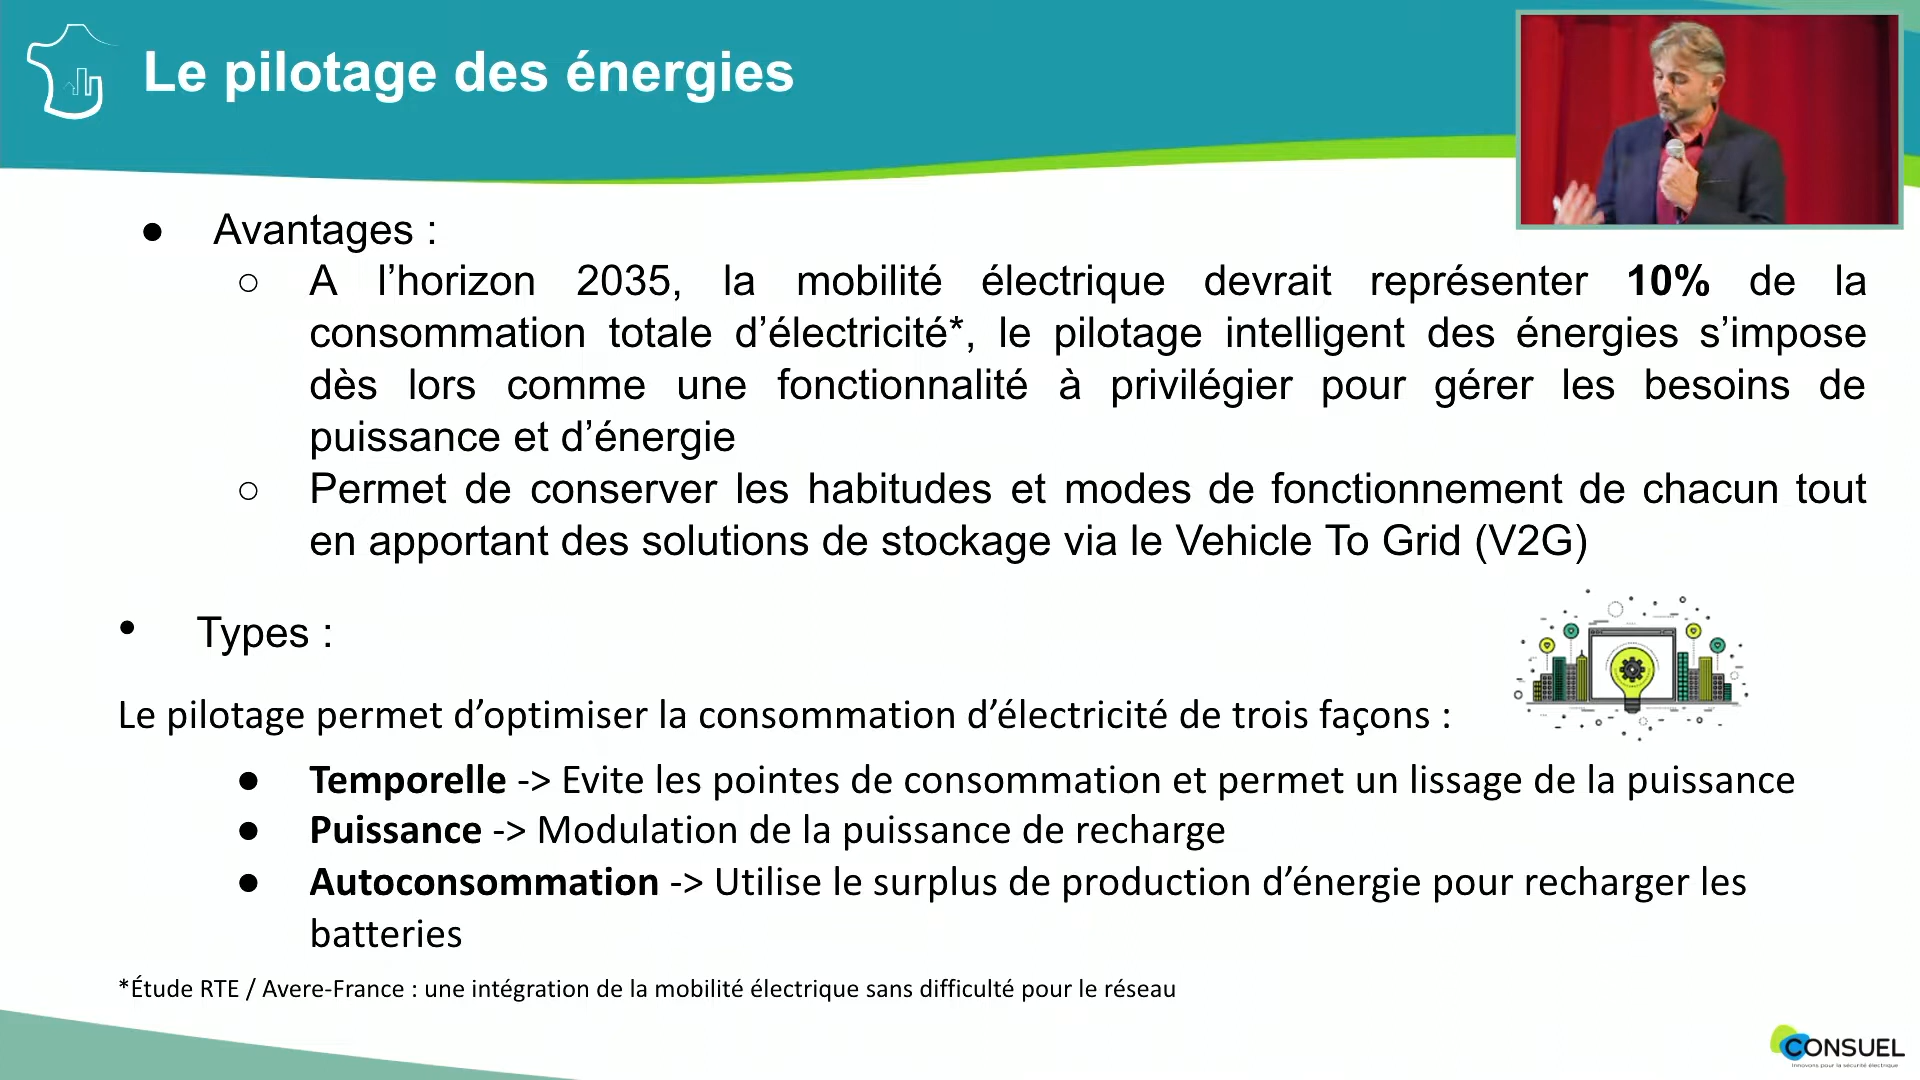 Le pilotage des énergies
● Avantages :
○ A l’horizon 2035, la mobilité électrique devrait représenter 10% de la
consommation totale d’électricité*, le pilotage intelligent des énergies s’impose
dès lors comme une fonctionnalité à privilégier pour gérer les besoins de
puissance et d’énergie
○ Permet de conserver les habitudes et modes de fonctionnement de chacun tout
en apportant des solutions de stockage via le Vehicle To Grid (V2G)
• Types :
Le pilotage permet d’optimiser la consommation d’électricité de trois façons :
● Temporelle -> Evite les pointes de consommation et permet un lissage de la puissance
● Puissance -> Modulation de la puissance de recharge
● Autoconsommation -> Utilise le surplus de production d’énergie pour recharger les
batteries
*Étude RTE / Avere-France : une intégration de la mobilité électrique sans difficulté pour le réseau
CONSUEL
Innovons pour la sécurité électrique